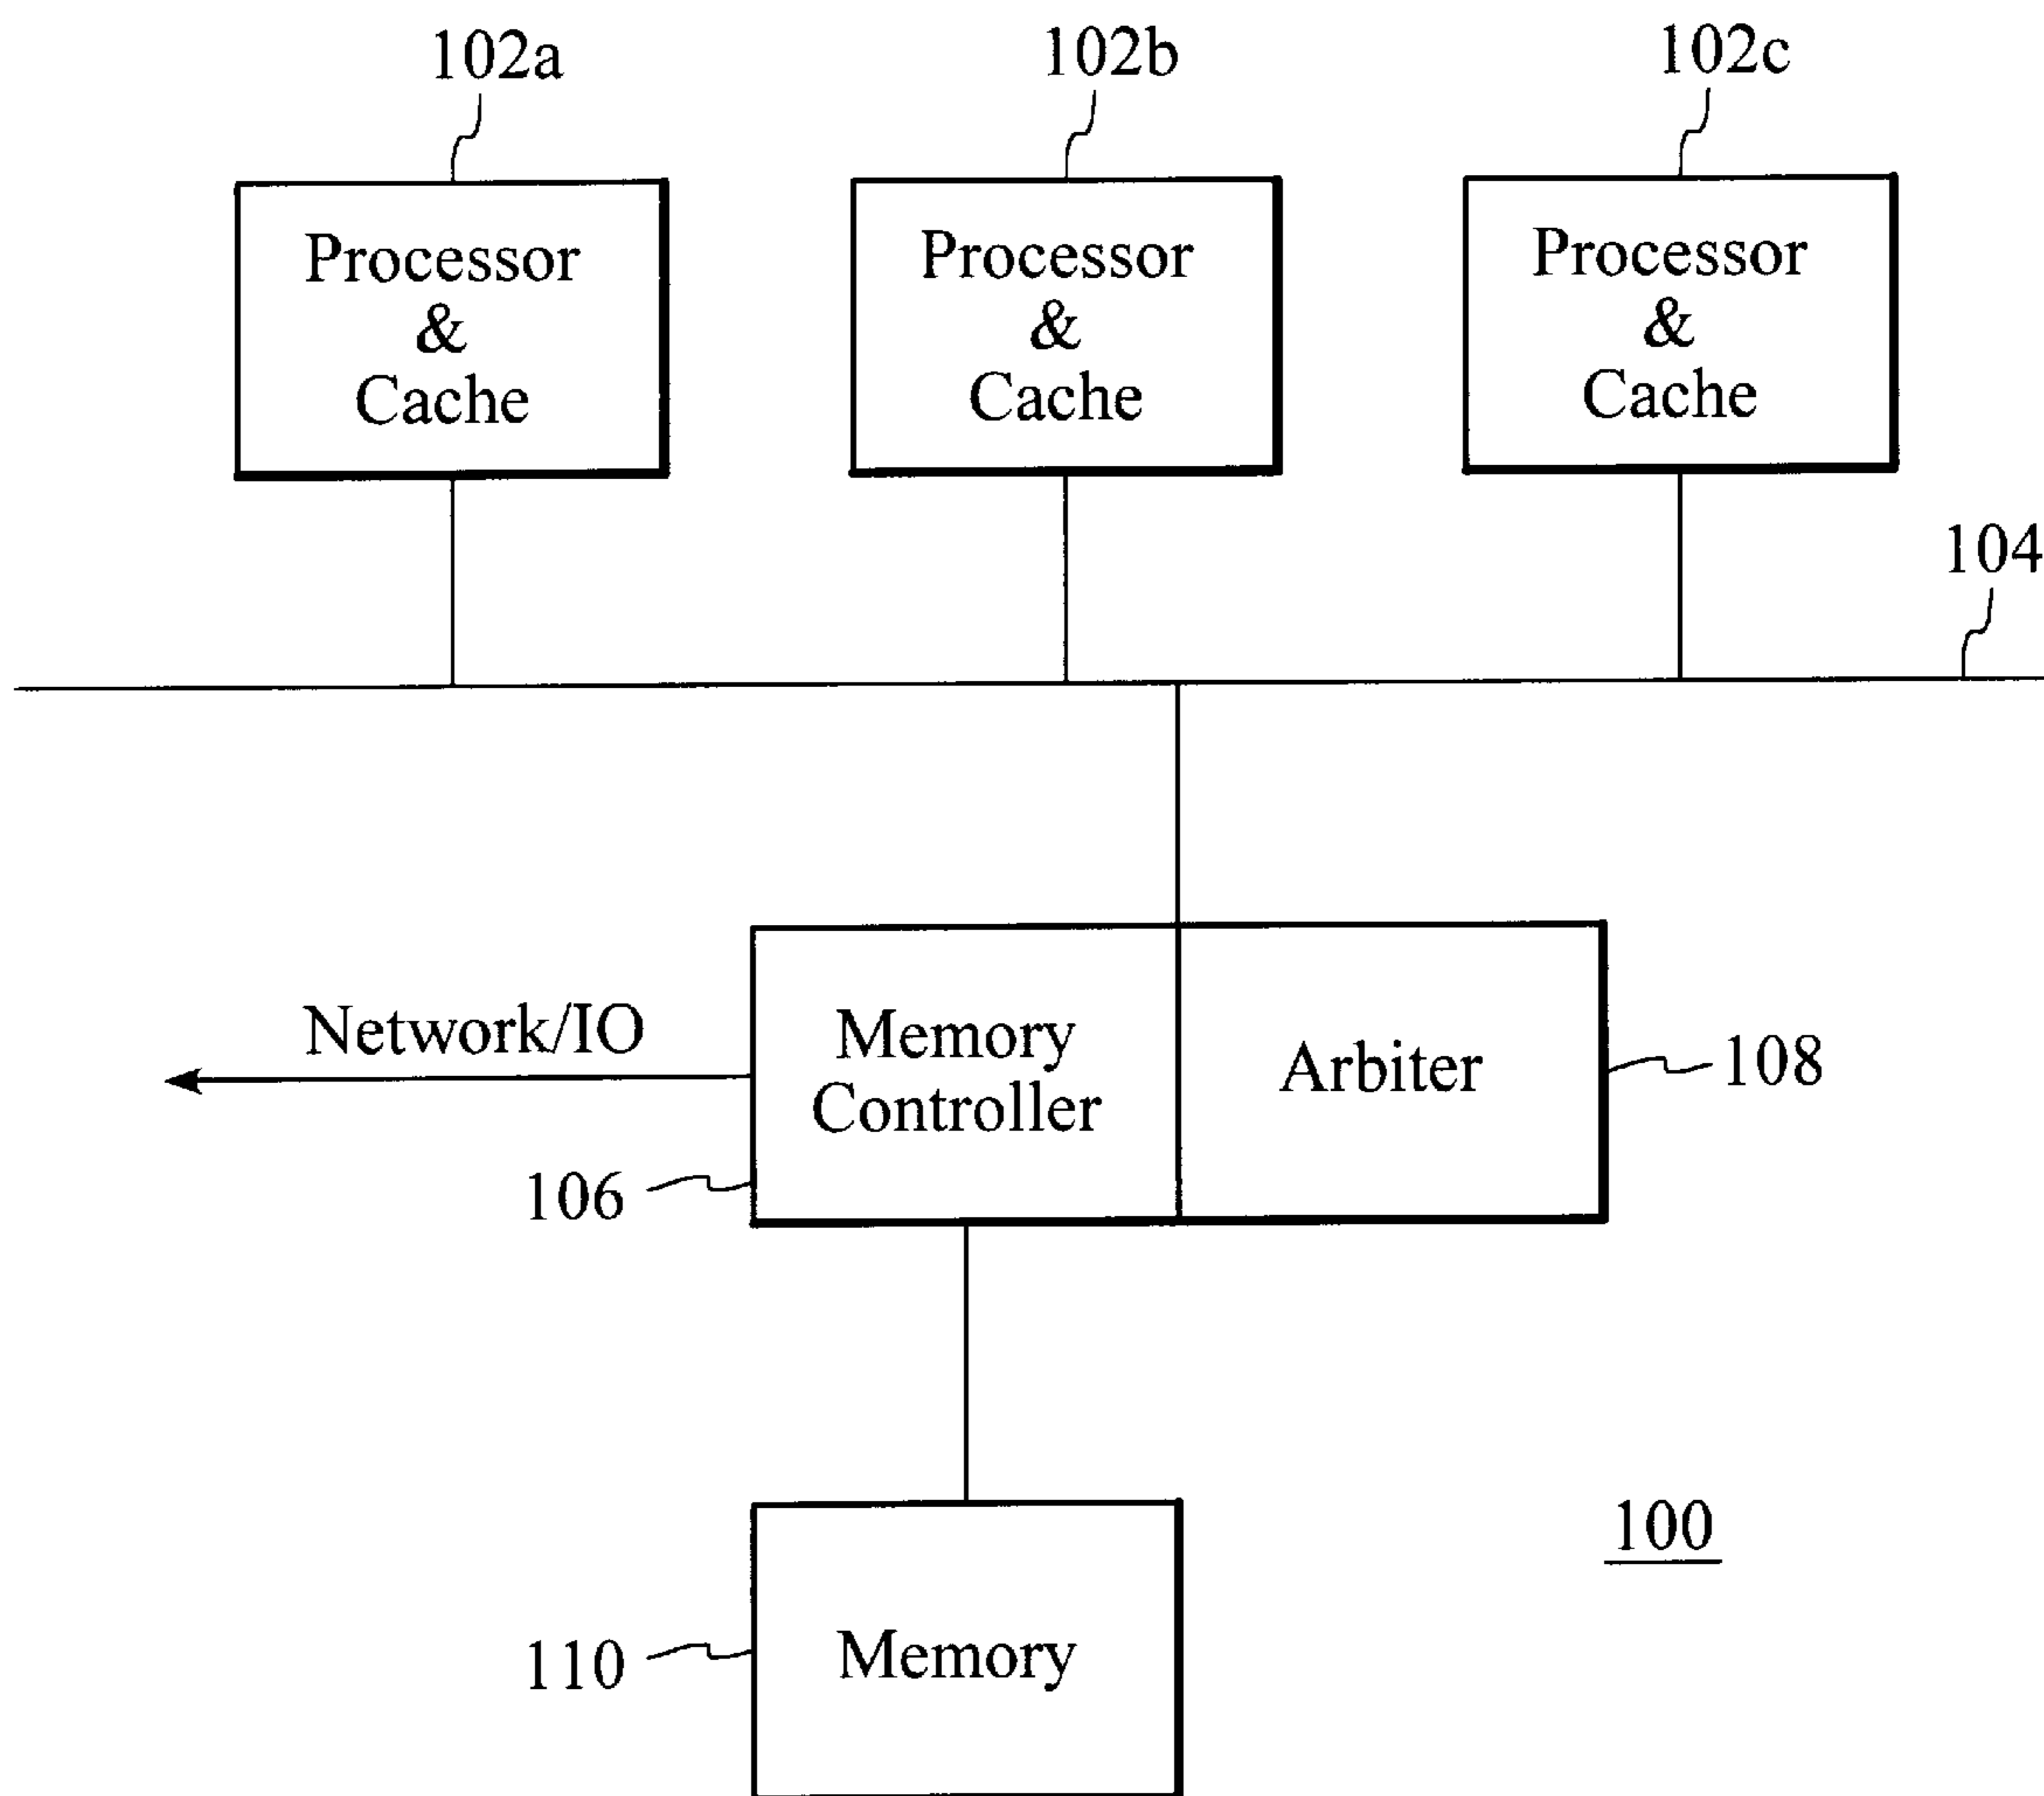 102a
102b
102c
Processor
&
Cache
Processor
&
Cache
Processor
&
Cache
104
Network/IO
Memory
Controller
Arbiter
108
106
100
110
Memory